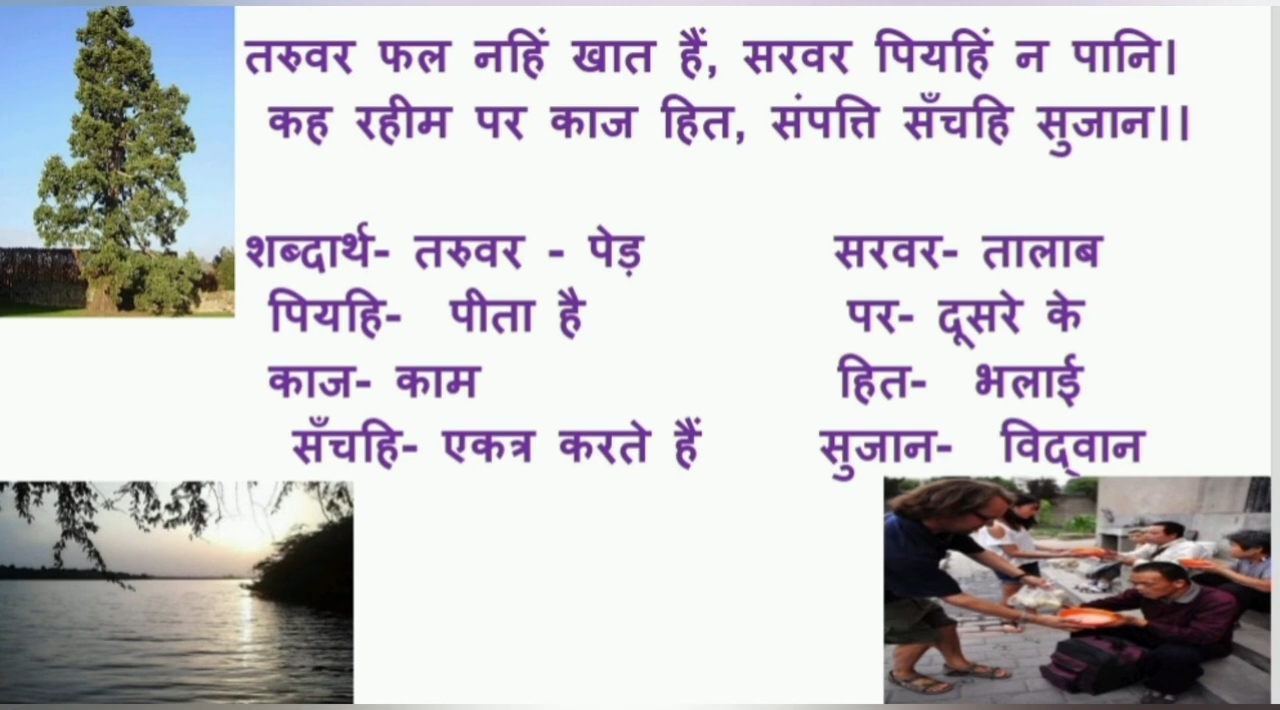 तरुवर फल नहिं खात हैं, सरवर पियहिं न पानि।
कह रहीम पर काज हित, संपत्ति सँचहि सुजान।।
शब्दार्थ- तरुवर - पेड़ सरवर- तालाब
पियहि- पीता है पर- दूसरे के
काज- काम हित- भलाई
सँचहि- एकत्र करते हैं सुजान- विद्‌वान